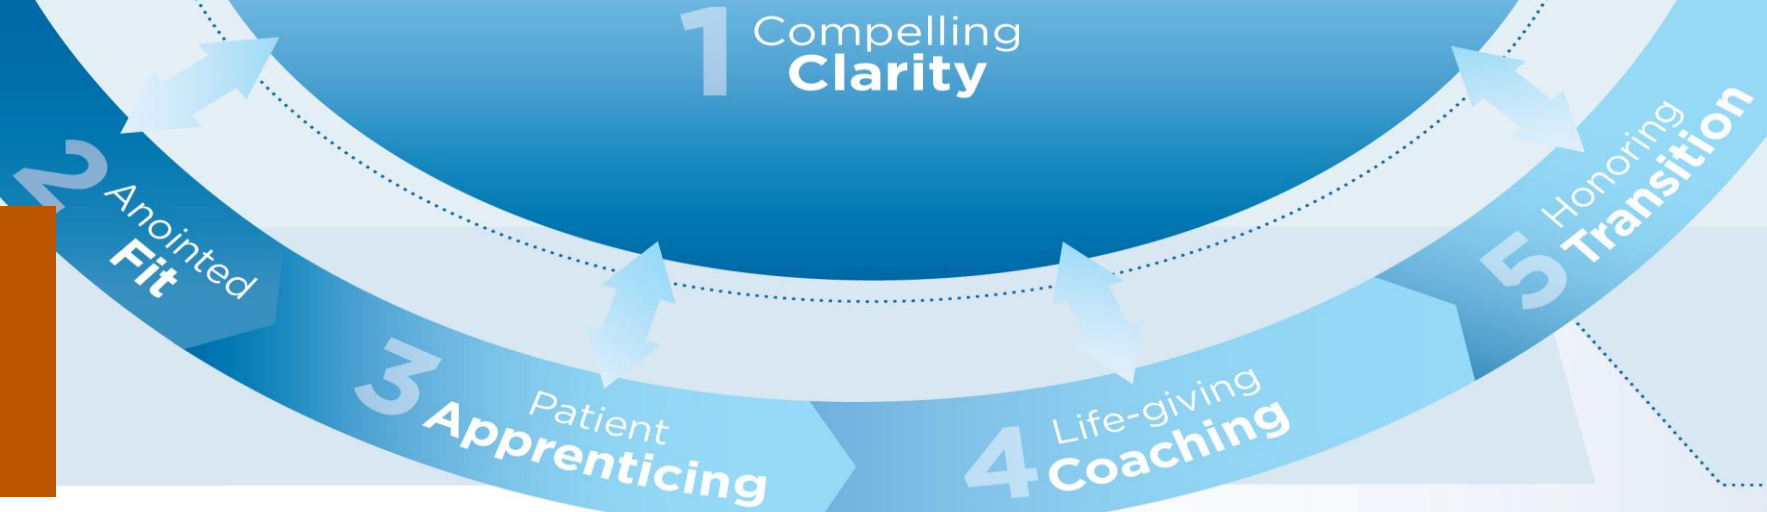 1 Compelling
Clarity
2 Anointed
Fit
3 Patient
Apprenticing
4 Life-giving
Coaching
5 Honoring
Transition